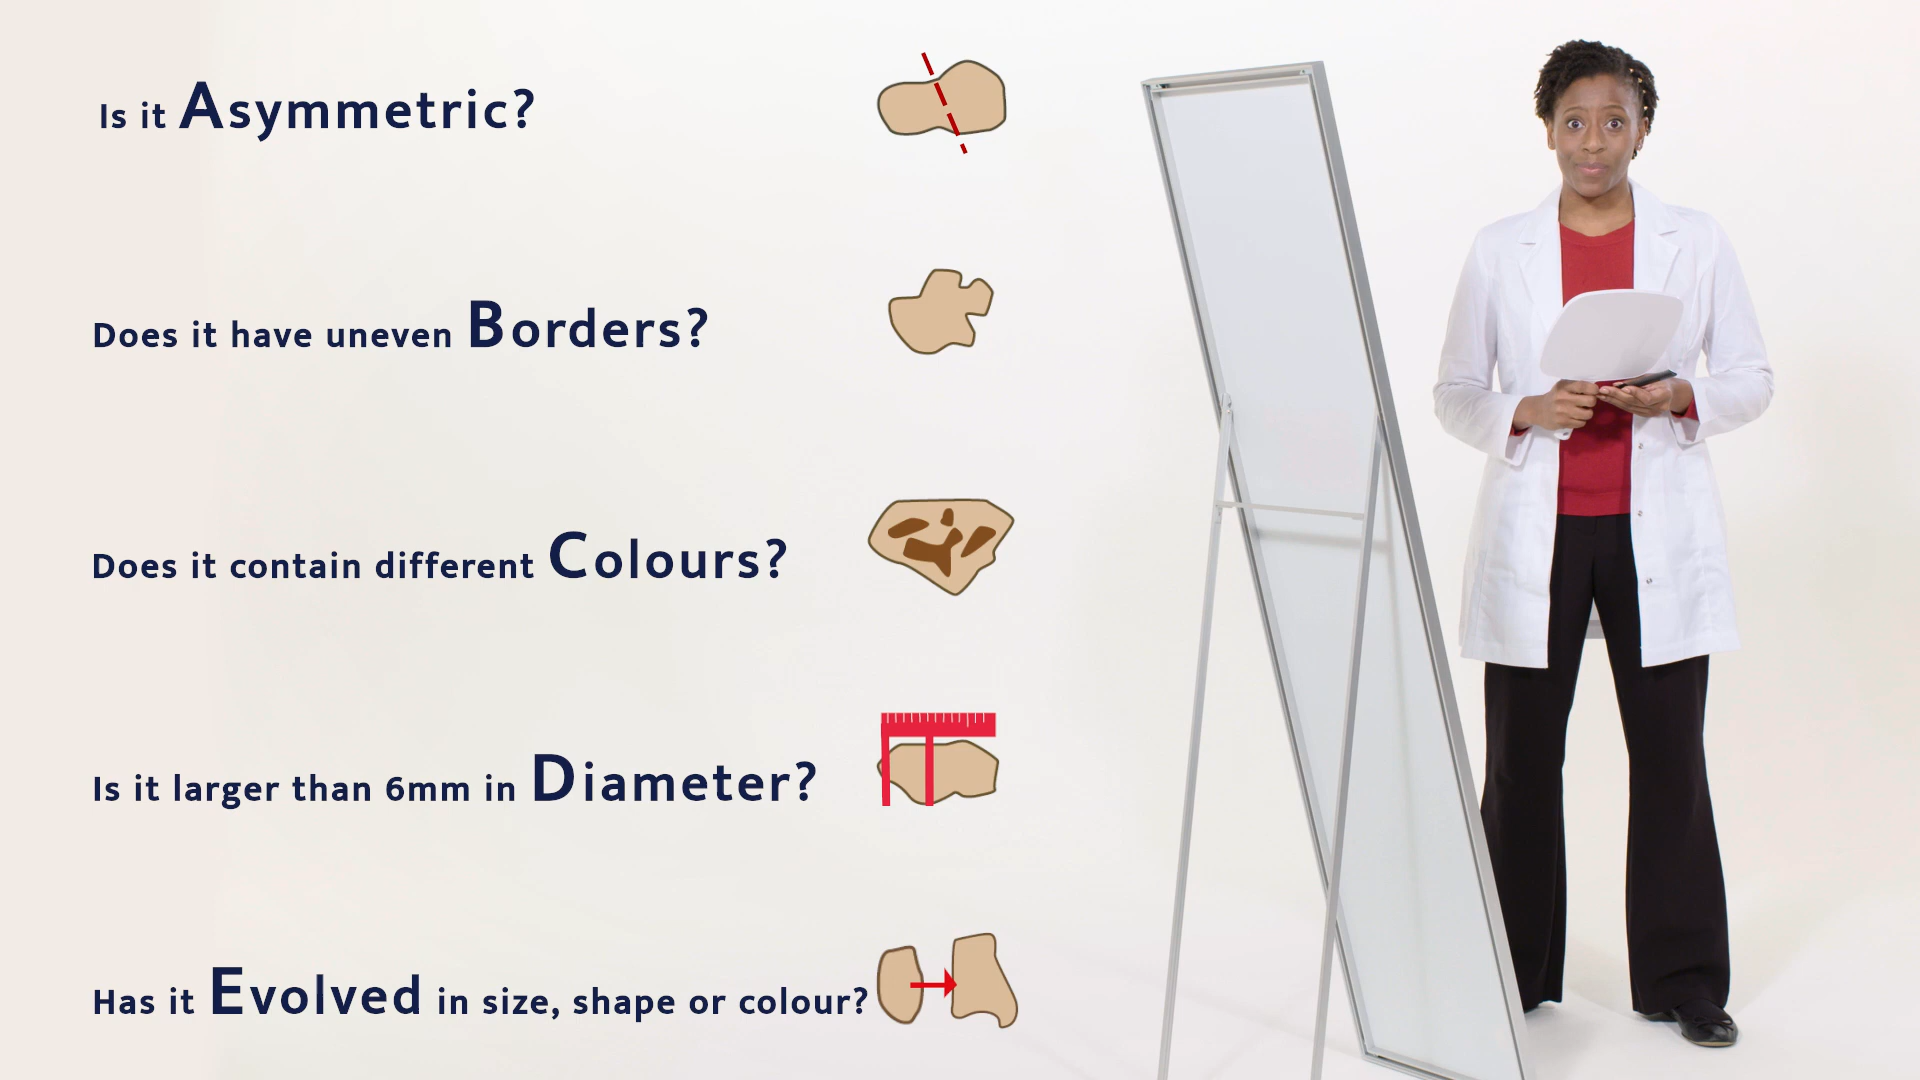 Is it Asymmetric?
Does it have uneven Borders?
Does it contain different Colours?
Is it larger than 6mm in Diameter?
Has it Evolved in size, shape or colour?